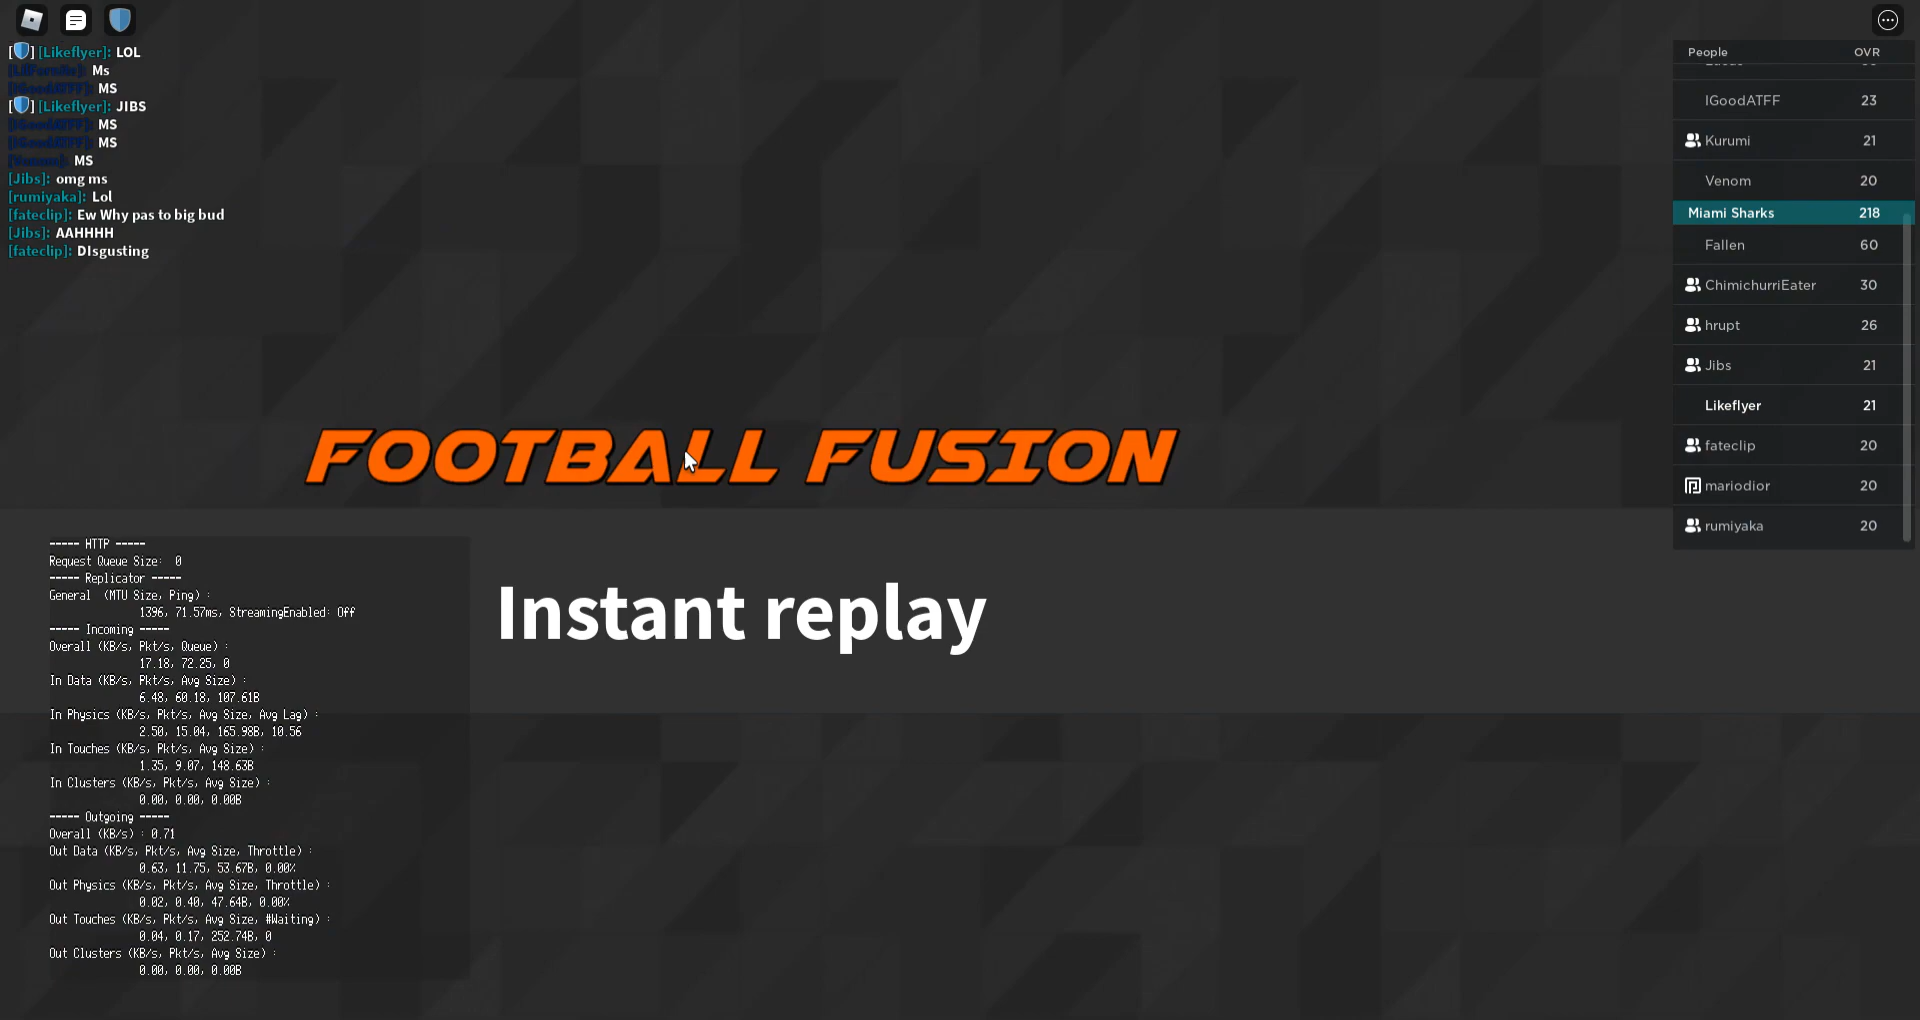 [🛡️] [Likeflyer]: LOL
Ms
[IGoodATFF]: MS
[🛡️] [Likeflyer]: JIBS
[IGoodATFF]: MS
[IGoodATFF]: MS
[Venom]: MS
[Jibs]: omg ms
[rumiyaka]: Lol
[fateclip]: Ew Why pas to big bud
[Jibs]: AAHHHH
[fateclip]: DIsgusting
People OVR
IGoodATFF 23
Kurumi 21
Venom 20
Miami Sharks 218
Fallen 60
ChimichurriEater 30
hrupt 26
Jibs 21
Likeflyer 21
fateclip 20
mariodior 20
rumiyaka 20
FOOTBALL FUSION
Instant replay
----- HTTP -----
Request Queue Size: 0
----- Replicator -----
General (MTU Size, Ping) :
1396, 71.57ms, StreamingEnabled: Off
----- Incoming -----
Overall (KB/s, Pkt/s, Queue) :
17.18, 72.25, 0
In Data (KB/s, Pkt/s, Avg Size) :
6.48, 60.18, 107.61B
In Physics (KB/s, Pkt/s, Avg Size, Avg Lag) :
2.50, 15.04, 165.98B, 10.56
In Touches (KB/s, Pkt/s, Avg Size) :
1.35, 9.07, 148.63B
In Clusters (KB/s, Pkt/s, Avg Size) :
0.00, 0.00, 0.00B
----- Outgoing -----
Overall (KB/s) : 0.71
Out Data (KB/s, Pkt/s, Avg Size, Throttle) :
0.63, 11.75, 53.67B, 0.00%
Out Physics (KB/s, Pkt/s, Avg Size, Throttle) :
0.02, 0.40, 47.64B, 0.00%
Out Touches (KB/s, Pkt/s, Avg Size, #Waiting) :
0.04, 0.17, 252.74B, 0
Out Clusters (KB/s, Pkt/s, Avg Size) :
0.00, 0.00, 0.00B